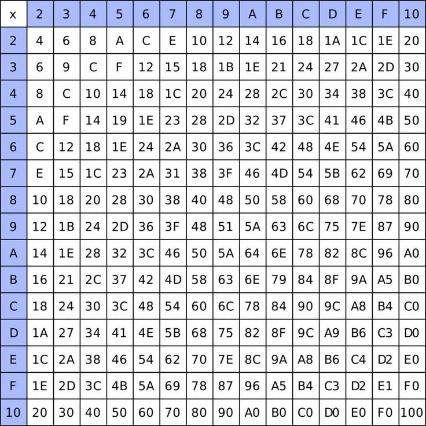 x 2 3 4 5 6 7 8 9 A B C D E F 10
2 4 6 8 A C E 10 12 14 16 18 1A 1C 1E 20
3 6 9 C F 12 15 18 1B 1E 21 24 27 2A 2D 30
4 8 C 10 14 18 1C 20 24 28 2C 30 34 38 3C 40
5 A F 14 19 1E 23 28 2D 32 37 3C 41 46 4B 50
6 C 12 18 1E 24 2A 30 36 3C 42 48 4E 54 5A 60
7 E 15 1C 23 2A 31 38 3F 46 4D 54 5B 62 69 70
8 10 18 20 28 30 38 40 48 50 58 60 68 70 78 80
9 12 1B 24 2D 36 3F 48 51 5A 63 6C 75 7E 87 90
A 14 1E 28 32 3C 46 50 5A 64 6E 78 82 8C 96 A0
B 16 21 2C 37 42 4D 58 63 6E 79 84 8F 9A A5 B0
C 18 24 30 3C 48 54 60 6C 78 84 90 9C A8 B4 C0
D 1A 27 34 41 4E 5B 68 75 82 8F 9C A9 B6 C3 D0
E 1C 2A 38 46 54 62 70 7E 8C 9A A8 B6 C4 D2 E0
F 1E 2D 3C 4B 5A 69 78 87 96 A5 B4 C3 D2 E1 F0
10 20 30 40 50 60 70 80 90 A0 B0 C0 D0 E0 F0 100